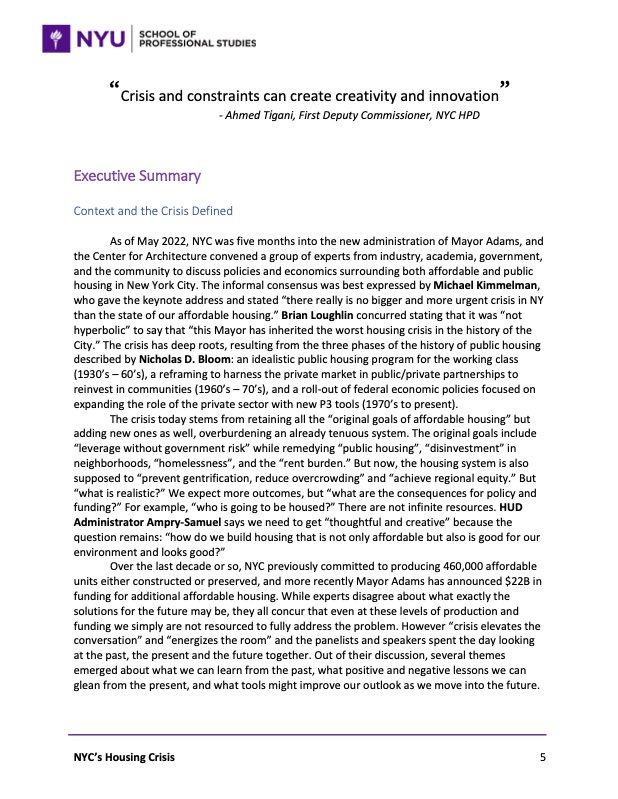 NYU
SCHOOL OF
PROFESSIONAL STUDIES
“Crisis and constraints can create creativity and innovation”
- Ahmed Tigani, First Deputy Commissioner, NYC HPD
Executive Summary
Context and the Crisis Defined
As of May 2022, NYC was five months into the new administration of Mayor Adams, and
the Center for Architecture convened a group of experts from industry, academia, government,
and the community to discuss policies and economics surrounding both affordable and public
housing in New York City. The informal consensus was best expressed by Michael Kimmelman,
who gave the keynote address and stated “there really is no bigger and more urgent crisis in NY
than the state of our affordable housing.” Brian Loughlin concurred stating that it was “not
hyperbolic” to say that “this Mayor has inherited the worst housing crisis in the history of the
City.” The crisis has deep roots, resulting from the three phases of the history of public housing
described by Nicholas D. Bloom: an idealistic public housing program for the working class
(1930’s – 60’s), a reframing to harness the private market in public/private partnerships to
reinvest in communities (1960’s – 70’s), and a roll-out of federal economic policies focused on
expanding the role of the private sector with new P3 tools (1970’s to present).
The crisis today stems from retaining all the “original goals of affordable housing” but
adding new ones as well, overburdening an already tenuous system. The original goals include
“leverage without government risk” while remedying “public housing”, “disinvestment” in
neighborhoods, “homelessness”, and the “rent burden.” But now, the housing system is also
supposed to “prevent gentrification, reduce overcrowding” and “achieve regional equity.” But
“what is realistic?” We expect more outcomes, but “what are the consequences for policy and
funding?” For example, “who is going to be housed?” There are not infinite resources. HUD
Administrator Ampry-Samuel says we need to get “thoughtful and creative” because the
question remains: “how do we build housing that is not only affordable but also is good for our
environment and looks good?”
Over the last decade or so, NYC previously committed to producing 460,000 affordable
units either constructed or preserved, and more recently Mayor Adams has announced $22B in
funding for additional affordable housing. While experts disagree about what exactly the
solutions for the future may be, they all concur that even at these levels of production and
funding we simply are not resourced to fully address the problem. However “crisis elevates the
conversation” and “energizes the room” and the panelists and speakers spent the day looking
at the past, the present and the future together. Out of their discussion, several themes
emerged about what we can learn from the past, what positive and negative lessons we can
glean from the present, and what tools might improve our outlook as we move into the future.
NYC’s Housing Crisis 5